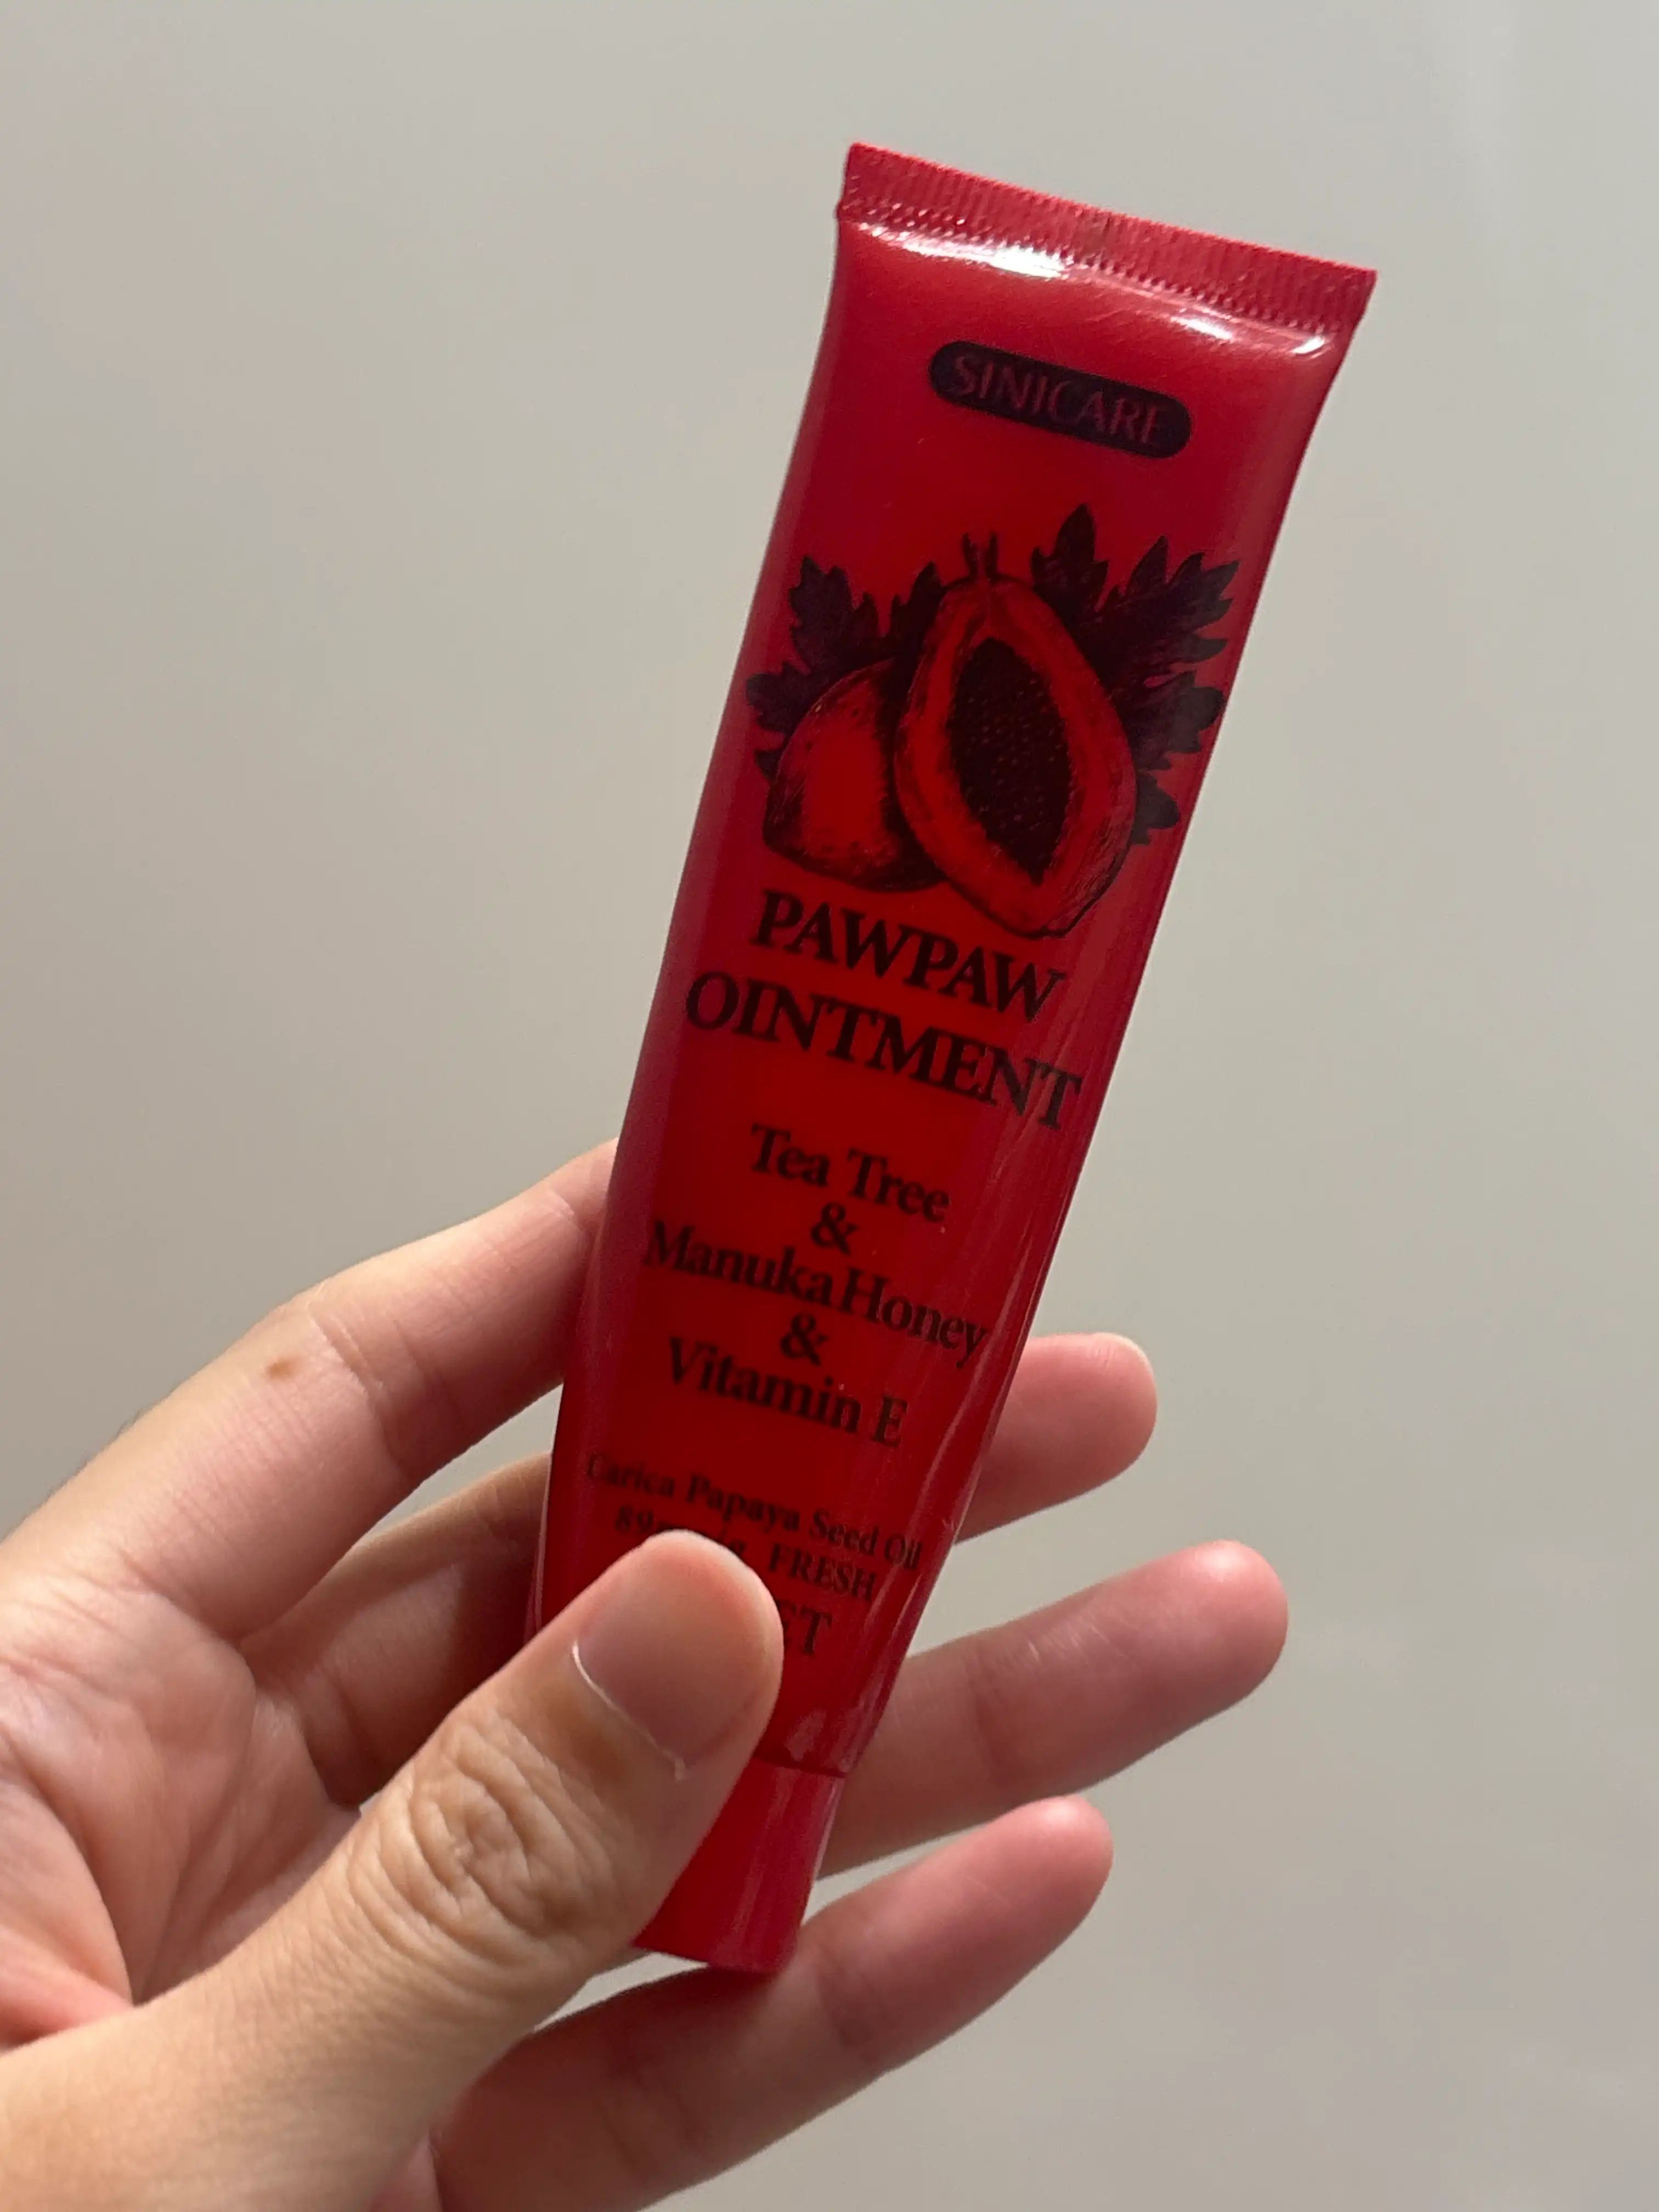 SINICARE
PAWPAW
OINTMENT
Tea Tree
&
Manuka Honey
&
Vitamin E
Carica Papaya Seed Oil
FRESH